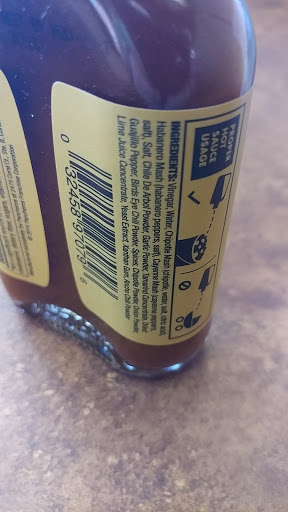 PROPER
HOT
SAUCE
USAGE
INGREDIENTS: Vinegar, Water, Chipotle Mash (chipotle, water, salt, citric acid),
Habanero Mash (habanero peppers, salt), Cayenne Mash (cayenne peppers,
salt), Salt, Chile De Arbol Powder, Garlic Powder, Tamarind Concentrate, Dried
Guajillo Pepper, Birds Eye Chili Powder, Spices, Chipotle Powder, Onion Powder,
Lime Juice Concentrate, Yeast Extract, Xanthan Gum, Ancho Chili Powder
0 32458 97079 6